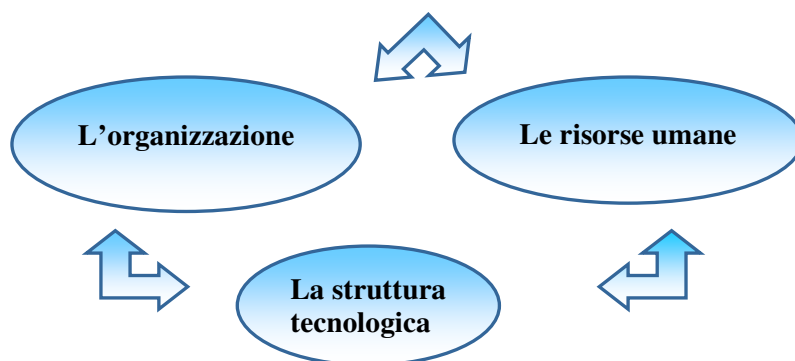 L’organizzazione
Le risorse umane
La struttura
tecnologica